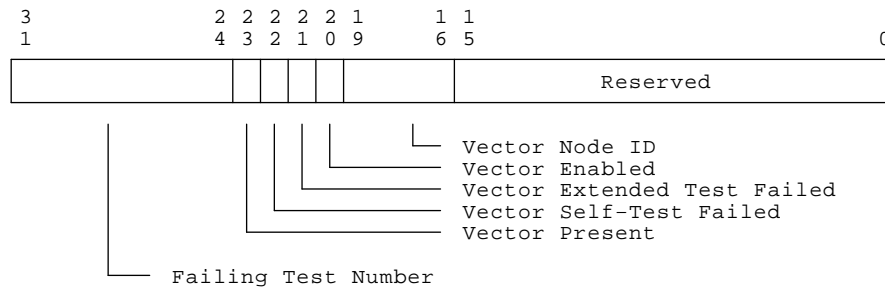 3 2 2 2 2 2 1 1 1
1 4 3 2 1 0 9 6 5 0
Reserved
Vector Node ID
Vector Enabled
Vector Extended Test Failed
Vector Self-Test Failed
Vector Present
Failing Test Number